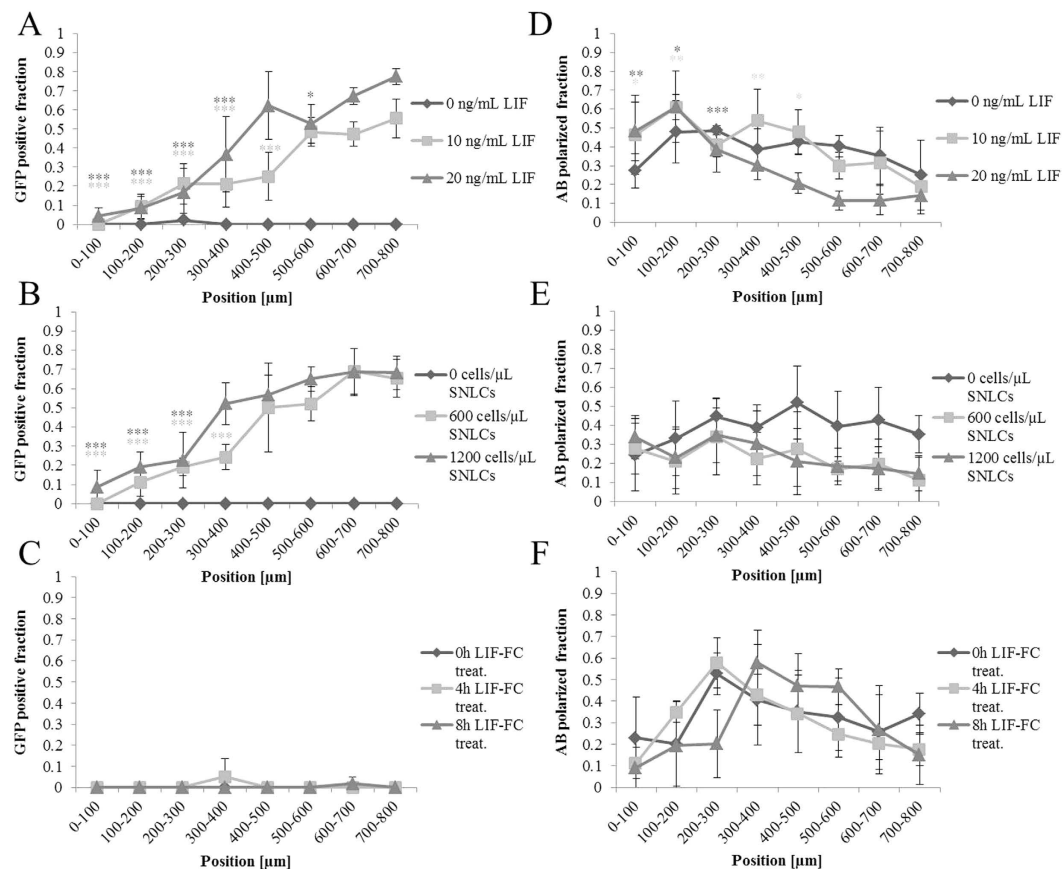 A
GFP positive fraction
1
0.9
0.8
0.7
0.6
0.5
0.4
0.3
0.2
0.1
0
*** *** *** *** *
*** *** *** *** ***
0-100 100-200 200-300 300-400 400-500 500-600 600-700 700-800
Position [µm]
0 ng/mL LIF
10 ng/mL LIF
20 ng/mL LIF
B
GFP positive fraction
1
0.9
0.8
0.7
0.6
0.5
0.4
0.3
0.2
0.1
0
*** *** ***
*** *** *** ***
0-100 100-200 200-300 300-400 400-500 500-600 600-700 700-800
Position [µm]
0 cells/µL
SNLCs
600 cells/µL
SNLCs
1200 cells/µL
SNLCs
C
GFP positive fraction
1
0.9
0.8
0.7
0.6
0.5
0.4
0.3
0.2
0.1
0
0-100 100-200 200-300 300-400 400-500 500-600 600-700 700-800
Position [µm]
0h LIF-FC
treat.
4h LIF-FC
treat.
8h LIF-FC
treat.
D
AB polarized fraction
1
0.9
0.8
0.7
0.6
0.5
0.4
0.3
0.2
0.1
0
** * ***
* ** ** *
0-100 100-200 200-300 300-400 400-500 500-600 600-700 700-800
Position [µm]
0 ng/mL LIF
10 ng/mL LIF
20 ng/mL LIF
E
AB polarized fraction
1
0.9
0.8
0.7
0.6
0.5
0.4
0.3
0.2
0.1
0
0-100 100-200 200-300 300-400 400-500 500-600 600-700 700-800
Position [µm]
0 cells/µL
SNLCs
600 cells/µL
SNLCs
1200 cells/µL
SNLCs
F
AB polarized fraction
1
0.9
0.8
0.7
0.6
0.5
0.4
0.3
0.2
0.1
0
0-100 100-200 200-300 300-400 400-500 500-600 600-700 700-800
Position [µm]
0h LIF-FC
treat.
4h LIF-FC
treat.
8h LIF-FC
treat.